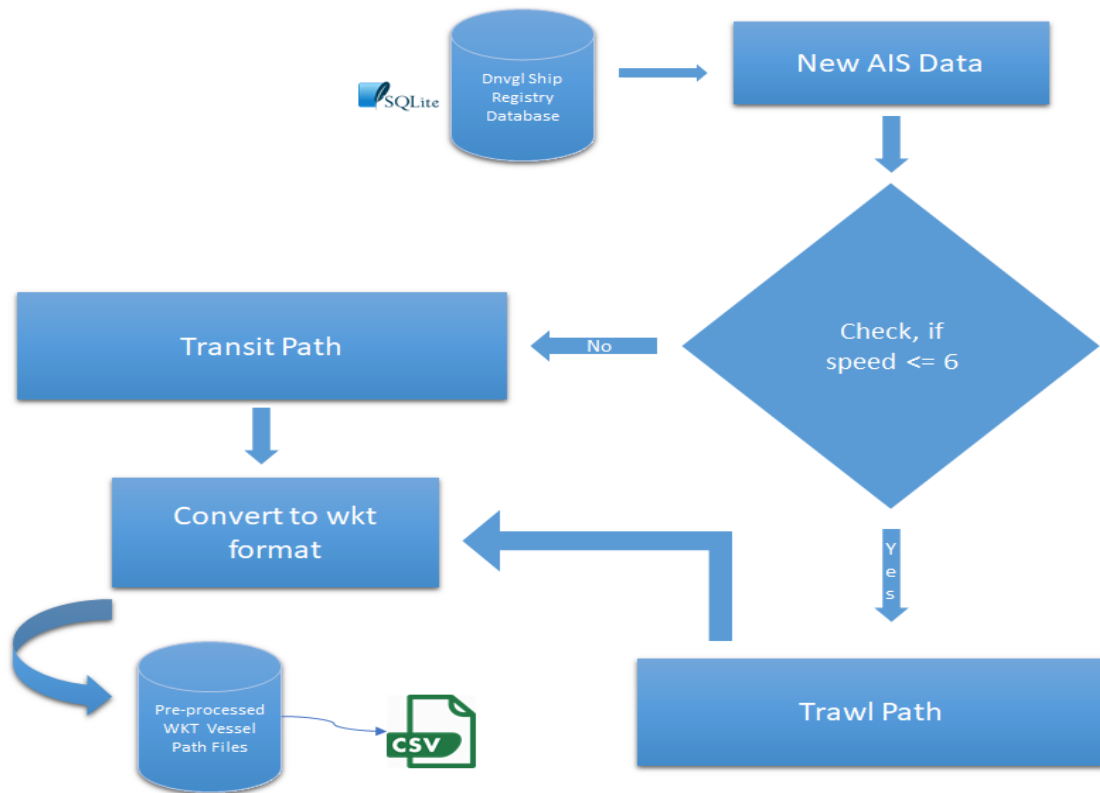 SQLite
Dnvgl Ship
Registry
Database
New AIS Data
Check, if
speed <= 6
No
Transit Path
Yes
Convert to wkt
format
Trawl Path
Pre-processed
WKT Vessel
Path Files
CSV